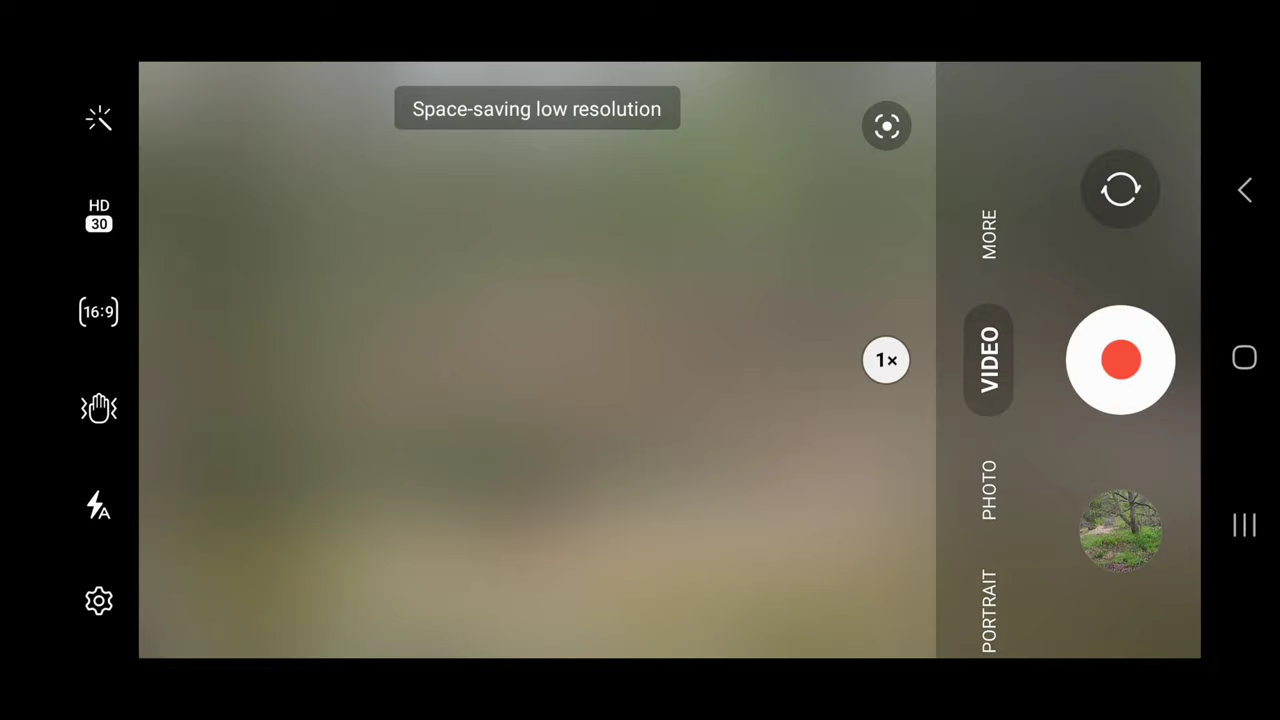 Space-saving low resolution
HD
30
16:9
A
1×
MORE
VIDEO
PHOTO
PORTRAIT